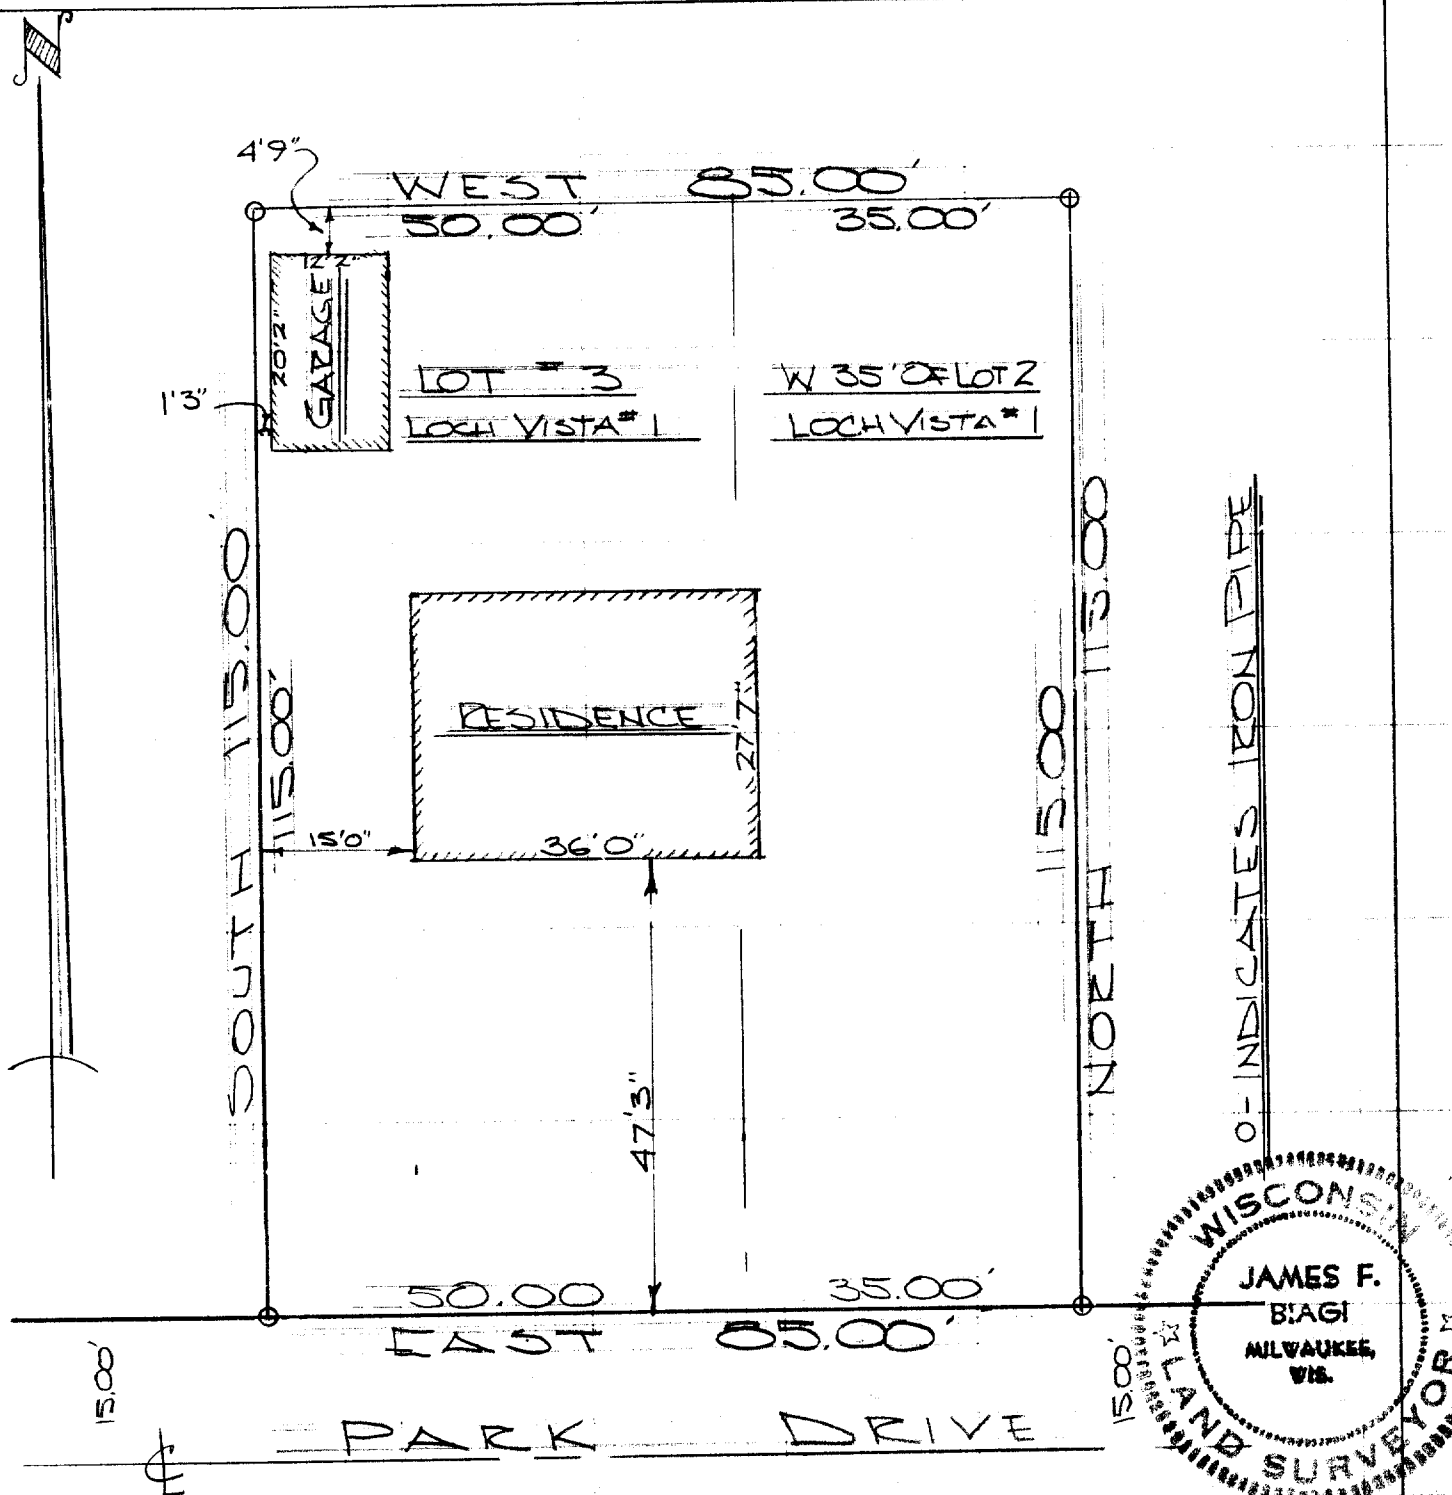 N
4'9"
WEST 85.00'
50.00' 35.00'
12'2"
20'2"
GARAGE
1'3"
LOT #3
LOCH VISTA #1
W 35' OF LOT 2
LOCH VISTA #1
SOUTH 115.00'
115.00'
RESIDENCE
27'7"
36'0"
15'0"
47'3"
115.00
NORTH 115.00
O-INDICATES IRON PIPE
50.00 35.00'
EAST 85.00'
15.00'
15.00'
PARK DRIVE
℄
WISCONSIN
JAMES F.
BIAGI
MILWAUKEE,
WIS.
LAND SURVEYOR